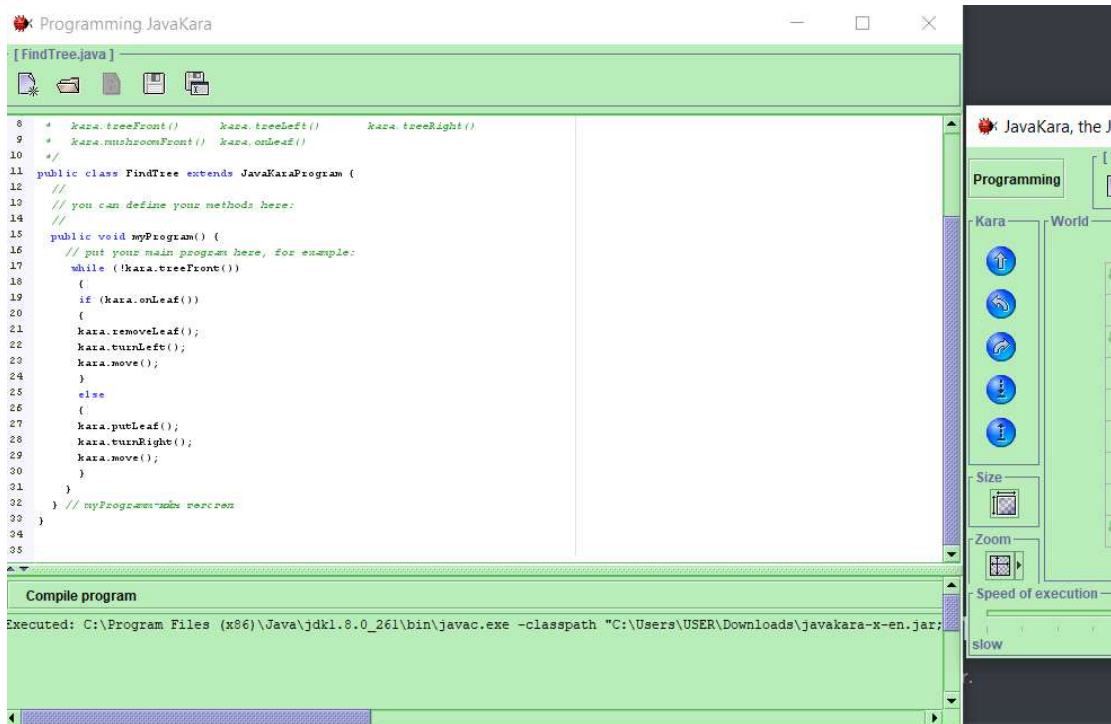 Programming JavaKara
[ FindTree.java ]
8 * kara.treeFront() kara.treeLeft() kara.treeRight()
9 * kara.mushroomFront() kara.onLeaf()
10 */
11 public class FindTree extends JavaKaraProgram {
12 //
13 // you can define your methods here:
14 //
15 public void myProgram() {
16 // put your main program here, for example:
17 while (!kara.treeFront())
18 {
19 if (kara.onLeaf())
20 {
21 kara.removeLeaf();
22 kara.turnLeft();
23 kara.move();
24 }
25 else
26 {
27 kara.putLeaf();
28 kara.turnRight();
29 kara.move();
30 }
31 }
32 } //
33 }
34
35
Compile program
Executed: C:\Program Files (x86)\Java\jdk1.8.0_261\bin\javac.exe -classpath "C:\Users\USER\Downloads\javakara-x-en.jar;
JavaKara, the J
Programming
Kara
World
Size
Zoom
Speed of execution
slow